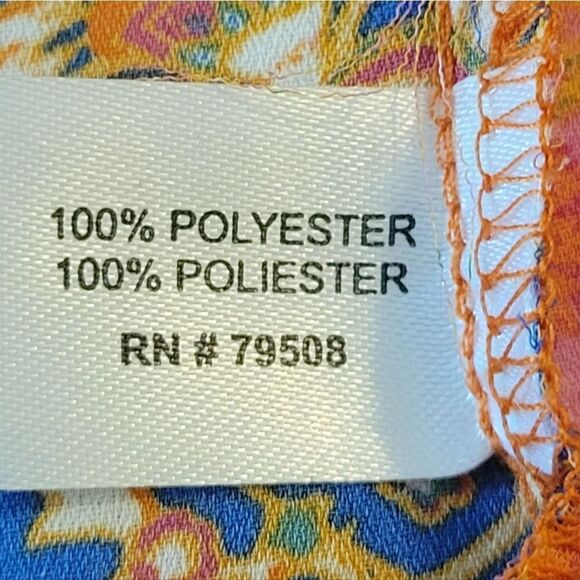 100% POLYESTER
100% POLIESTER
RN # 79508